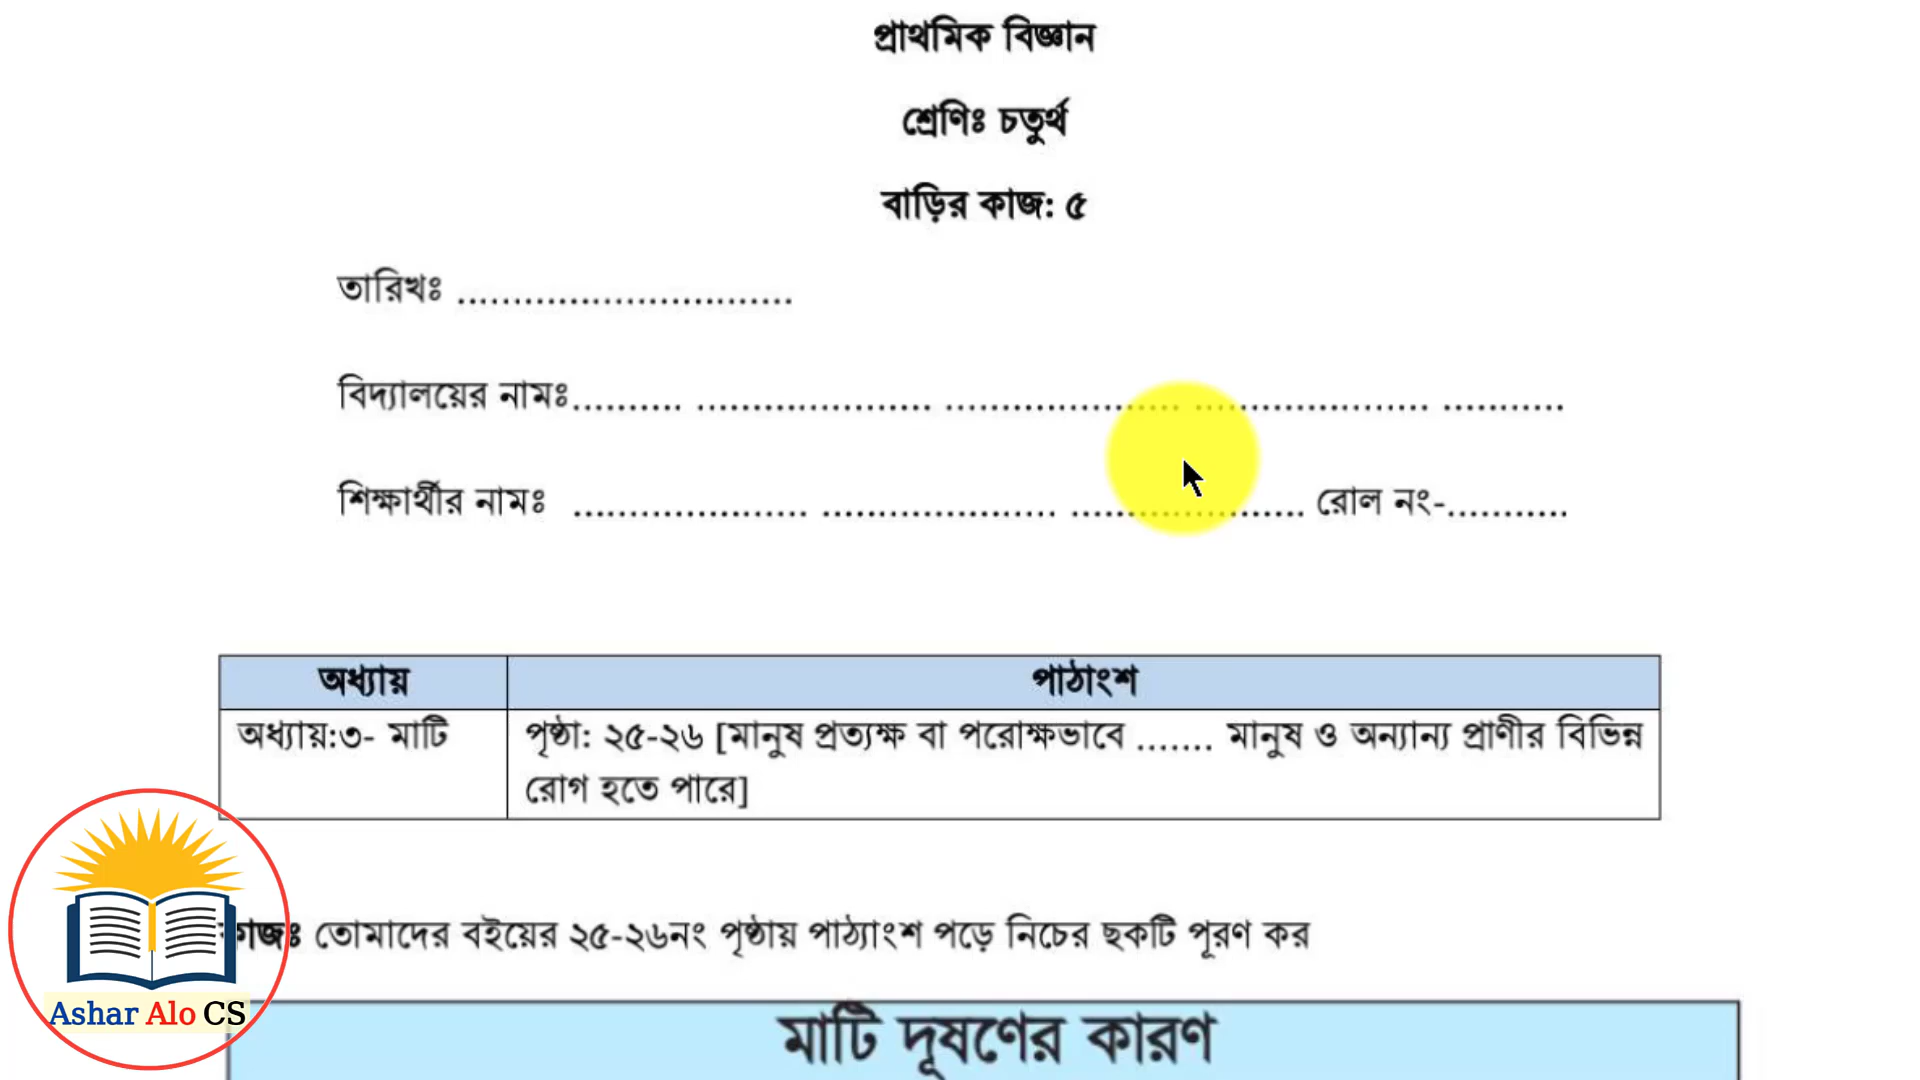 প্রাথমিক বিজ্ঞান
শ্রেণিঃ চতুর্থ
বাড়ির কাজ: ৫
তারিখঃ ..............................
বিদ্যালয়ের নামঃ.......... ..................... ..................... ..................... ...........
শিক্ষার্থীর নামঃ ..................... ..................... ..................... রোল নং-...........
অধ্যায় পাঠাংশ
অধ্যায়:৩- মাটি পৃষ্ঠা: ২৫-২৬ [মানুষ প্রত্যক্ষ বা পরোক্ষভাবে ....... মানুষ ও অন্যান্য প্রাণীর বিভিন্ন
রোগ হতে পারে]
কাজঃ তোমাদের বইয়ের ২৫-২৬নং পৃষ্ঠায় পাঠ্যাংশ পড়ে নিচের ছকটি পূরণ কর
Ashar Alo CS
মাটি দূষণের কারণ